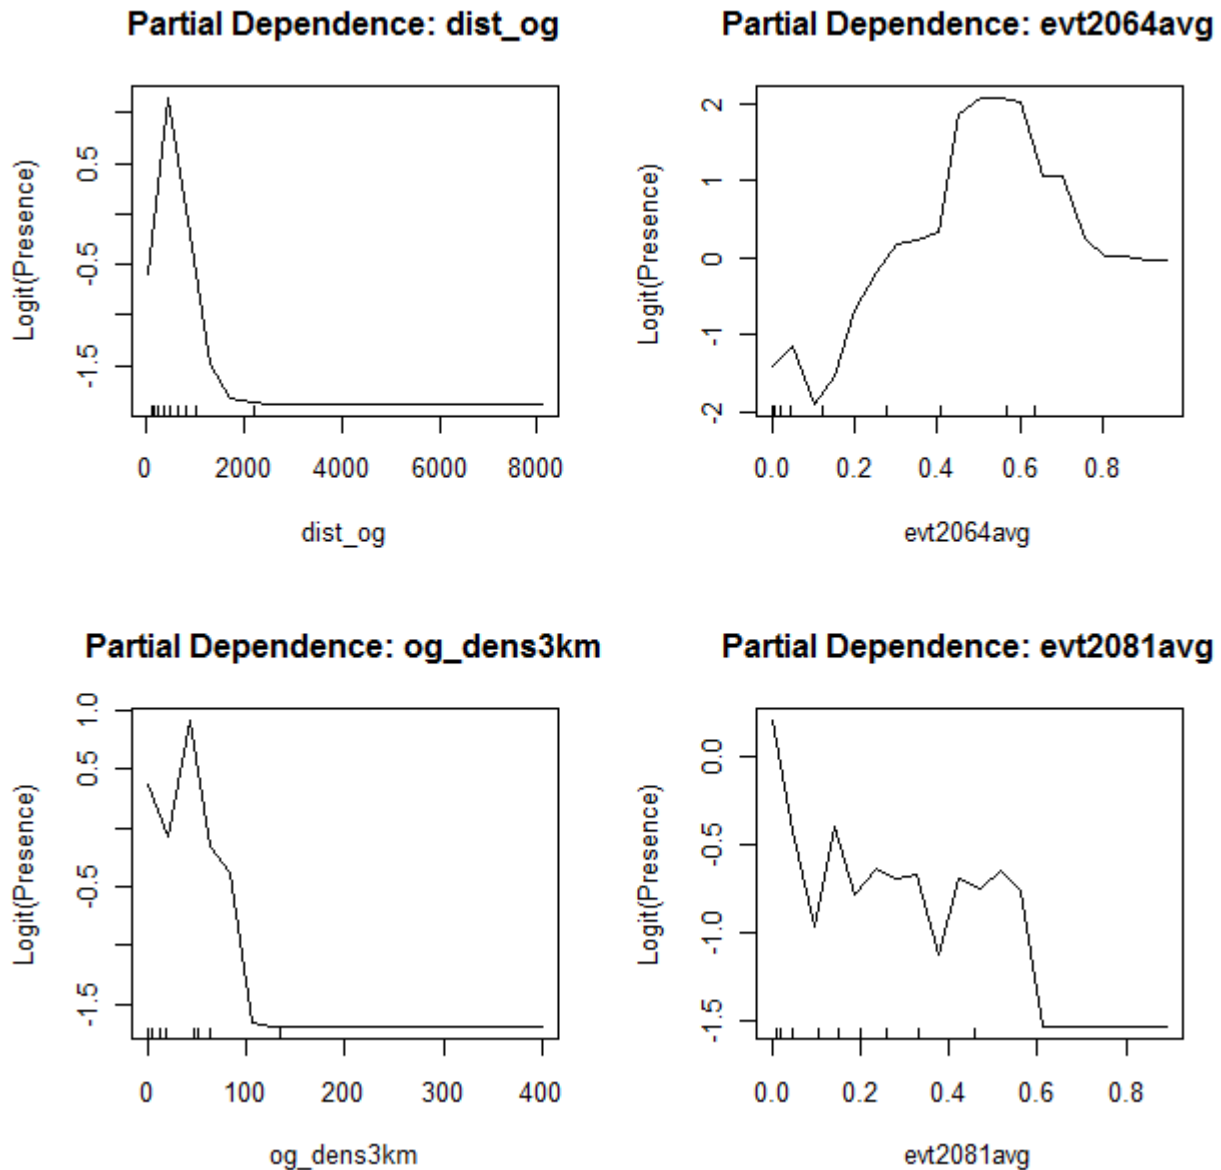 Partial Dependence: dist_og
Logit(Presence)
0.5
-0.5
-1.5
0 2000 4000 6000 8000
dist_og
Partial Dependence: evt2064avg
Logit(Presence)
2
1
0
-1
-2
0.0 0.2 0.4 0.6 0.8
evt2064avg
Partial Dependence: og_dens3km
Logit(Presence)
1.0
0.5
-0.5
-1.5
0 100 200 300 400
og_dens3km
Partial Dependence: evt2081avg
Logit(Presence)
0.0
-0.5
-1.0
-1.5
0.0 0.2 0.4 0.6 0.8
evt2081avg